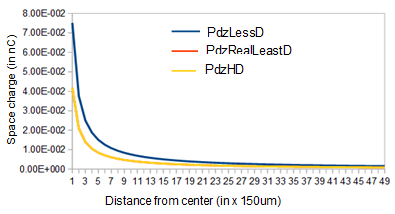 8.00E-002
7.00E-002
6.00E-002
5.00E-002
4.00E-002
3.00E-002
2.00E-002
1.00E-002
0.00E+000
Space change (in nC)
PdzLessD
PdzRealLeastD
PdzHD
1 3 5 7 9 11 13 15 17 19 21 23 25 27 29 31 33 35 37 39 41 43 45 47 49
Distance from center (in x 150um)